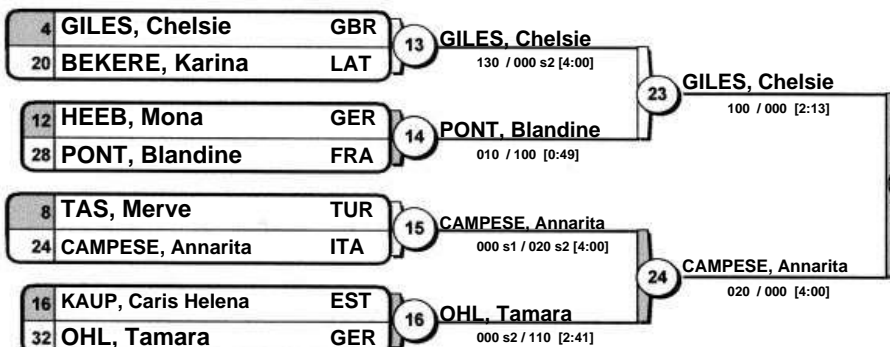 4 GILES, Chelsie GBR
20 BEKERE, Karina LAT
13
GILES, Chelsie
130 / 000 s2 [4:00]
12 HEEB, Mona GER
28 PONT, Blandine FRA
14
PONT, Blandine
010 / 100 [0:49]
23
GILES, Chelsie
100 / 000 [2:13]
8 TAS, Merve TUR
24 CAMPESE, Annarita ITA
15
CAMPESE, Annarita
000 s1 / 020 s2 [4:00]
16 KAUP, Caris Helena EST
32 OHL, Tamara GER
16
OHL, Tamara
000 s2 / 110 [2:41]
24
CAMPESE, Annarita
020 / 000 [4:00]